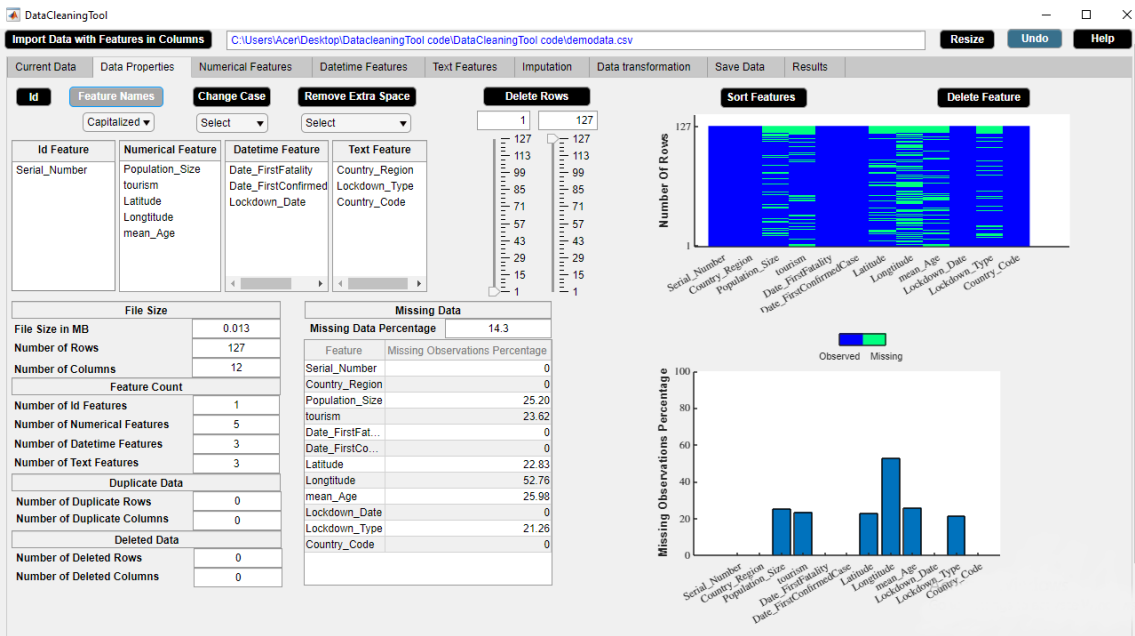 DataCleaningTool
Import Data with Features in Columns C:\Users\Acer\Desktop\DatacleaningTool code\DataCleaningTool code\demodata.csv Resize Undo Help
Current Data Data Properties Numerical Features Datetime Features Text Features Imputation Data transformation Save Data Results
Id Feature Names Change Case Remove Extra Space Delete Rows Sort Features Delete Feature
Capitalized Select Select 1 127
Id Feature
Serial_Number
Numerical Feature
Population_Size
tourism
Latitude
Longtitude
mean_Age
Datetime Feature
Date_FirstFatality
Date_FirstConfirmed
Lockdown_Date
Text Feature
Country_Region
Lockdown_Type
Country_Code
127 127
113 113
99 99
85 85
71 71
57 57
43 43
29 29
15 15
1 1
Number Of Rows
127
1
Serial_Number
Country_Region
Population_Size
tourism
Date_FirstFatality
Date_FirstConfirmedCase
Latitude
Longtitude
mean_Age
Lockdown_Date
Lockdown_Type
Country_Code
Observed Missing
File Size
File Size in MB 0.013
Number of Rows 127
Number of Columns 12
Feature Count
Number of Id Features 1
Number of Numerical Features 5
Number of Datetime Features 3
Number of Text Features 3
Duplicate Data
Number of Duplicate Rows 0
Number of Duplicate Columns 0
Deleted Data
Number of Deleted Rows 0
Number of Deleted Columns 0
Missing Data
Missing Data Percentage 14.3
Feature Missing Observations Percentage
Serial_Number 0
Country_Region 0
Population_Size 25.20
tourism 23.62
Date_FirstFat... 0
Date_FirstCo... 0
Latitude 22.83
Longtitude 52.76
mean_Age 25.98
Lockdown_Date 0
Lockdown_Type 21.26
Country_Code 0
Missing Observations Percentage
100
80
60
40
20
0
Serial_Number
Country_Region
Population_Size
tourism
Date_FirstFatality
Date_FirstConfirmedCase
Latitude
Longtitude
mean_Age
Lockdown_Date
Lockdown_Type
Country_Code